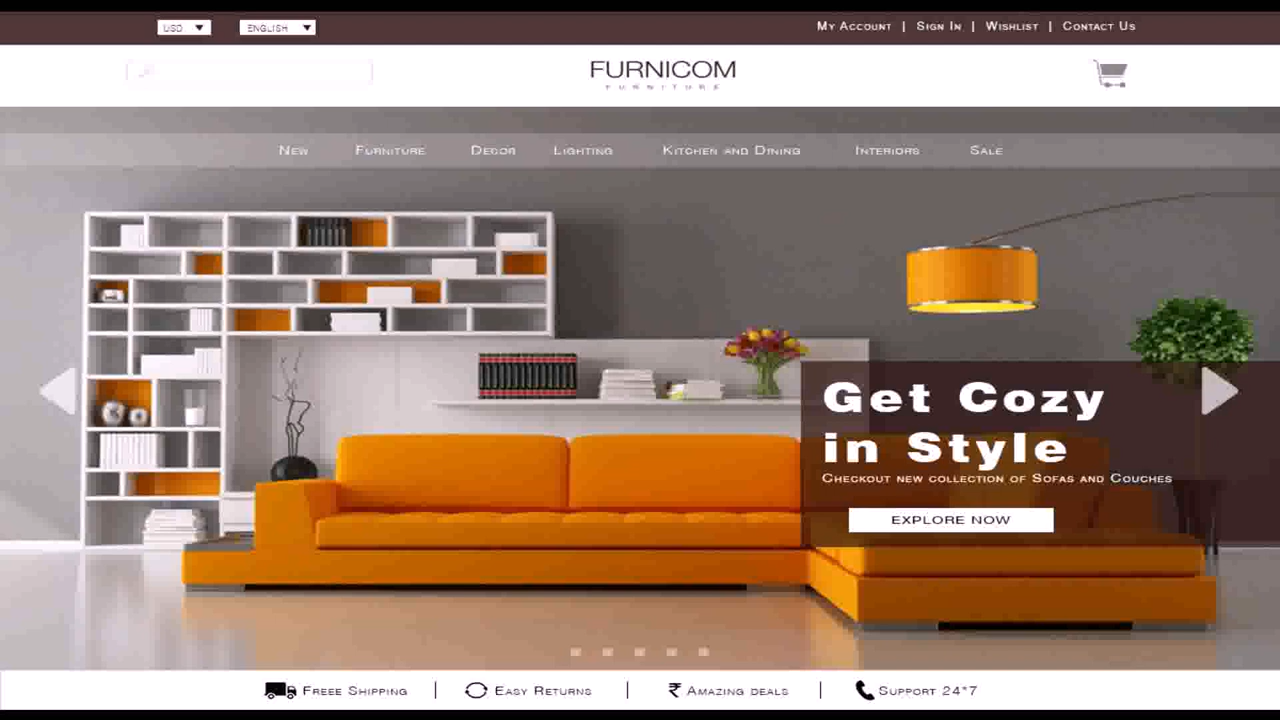 USD ENGLISH My Account | Sign In | Wishlist | Contact Us
FURNICOM
FURNITURE
New Furniture Decor Lighting Kitchen and Dining Interiors Sale
Get Cozy
in Style
Checkout new collection of Sofas and Couches
EXPLORE NOW
Freee Shipping | Easy Returns | ₹ Amazing deals | Support 24*7